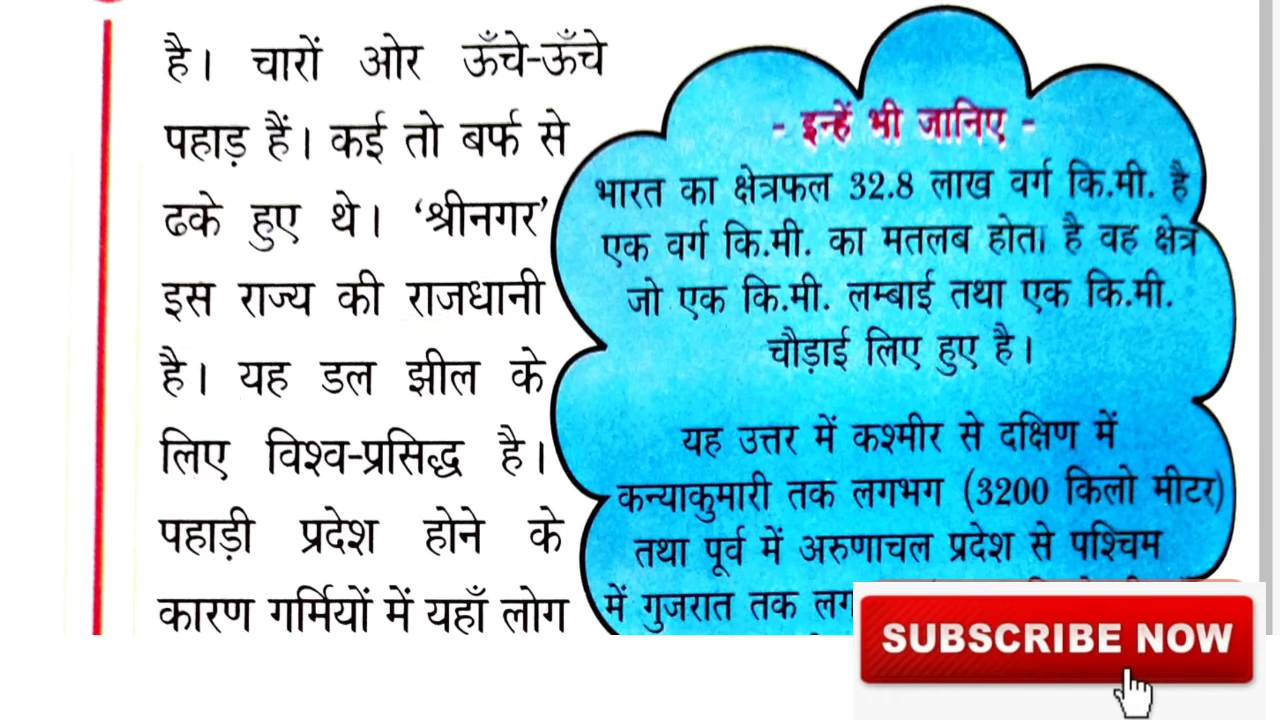 है। चारों ओर ऊँचे-ऊँचे
पहाड़ हैं। कई तो बर्फ से
ढके हुए थे। ‘श्रीनगर’
इस राज्य की राजधानी
है। यह डल झील के
लिए विश्व-प्रसिद्ध है।
पहाड़ी प्रदेश होने के
कारण गर्मियों में यहाँ लोग
- इन्हें भी जानिए -
भारत का क्षेत्रफल 32.8 लाख वर्ग कि.मी. है
एक वर्ग कि.मी. का मतलब होता है वह क्षेत्र
जो एक कि.मी. लम्बाई तथा एक कि.मी.
चौड़ाई लिए हुए है।
यह उत्तर में कश्मीर से दक्षिण में
कन्याकुमारी तक लगभग (3200 किलो मीटर)
तथा पूर्व में अरुणाचल प्रदेश से पश्चिम
में गुजरात तक
SUBSCRIBE NOW